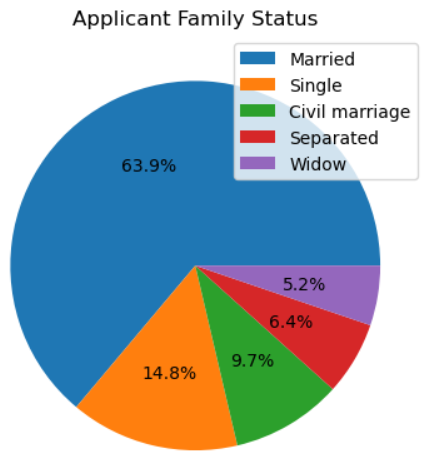 Applicant Family Status
Married
Single
Civil marriage
Separated
Widow
63.9%
5.2%
6.4%
9.7%
14.8%